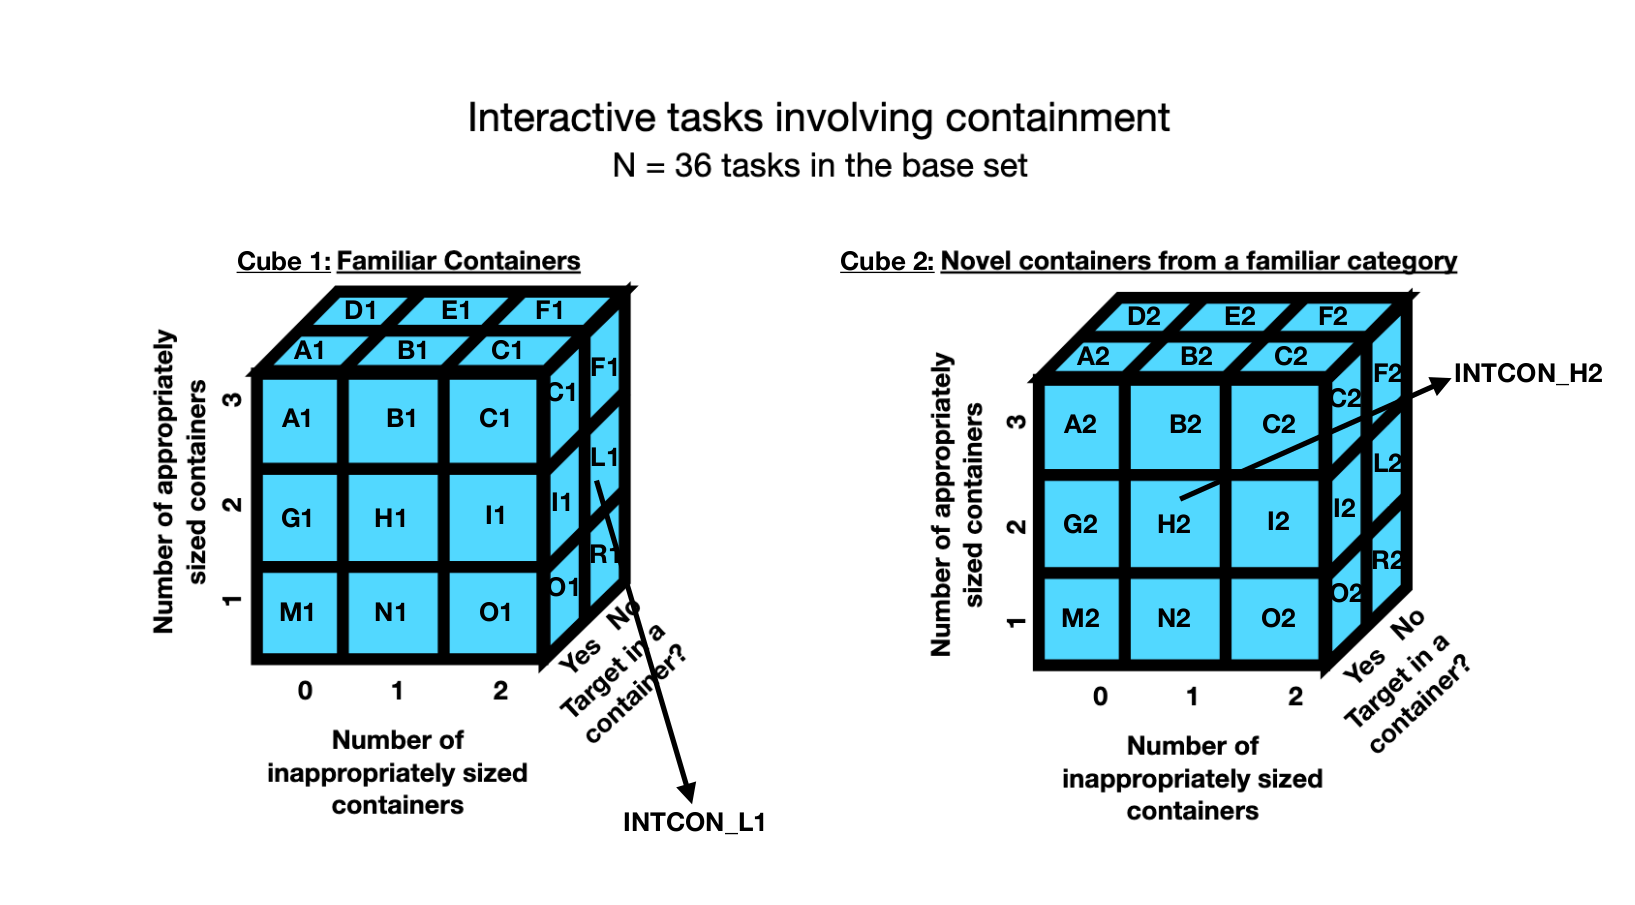 Interactive tasks involving containment
N = 36 tasks in the base set
Cube 1: Familiar Containers
D1 E1 F1
A1 B1 C1
F1
C1
A1 B1 C1
L1
I1
G1 H1 I1
R1
O1
M1 N1 O1
3
2
1
Number of appropriately
sized containers
0 1 2
Number of
inappropriately sized
containers
Yes No
Target in a
container?
INTCON_L1
Cube 2: Novel containers from a familiar category
D2 E2 F2
A2 B2 C2
F2
C2
A2 B2 C2
L2
I2
G2 H2 I2
R2
O2
M2 N2 O2
3
2
1
Number of appropriately
sized containers
0 1 2
Number of
inappropriately sized
containers
Yes No
Target in a
container?
INTCON_H2